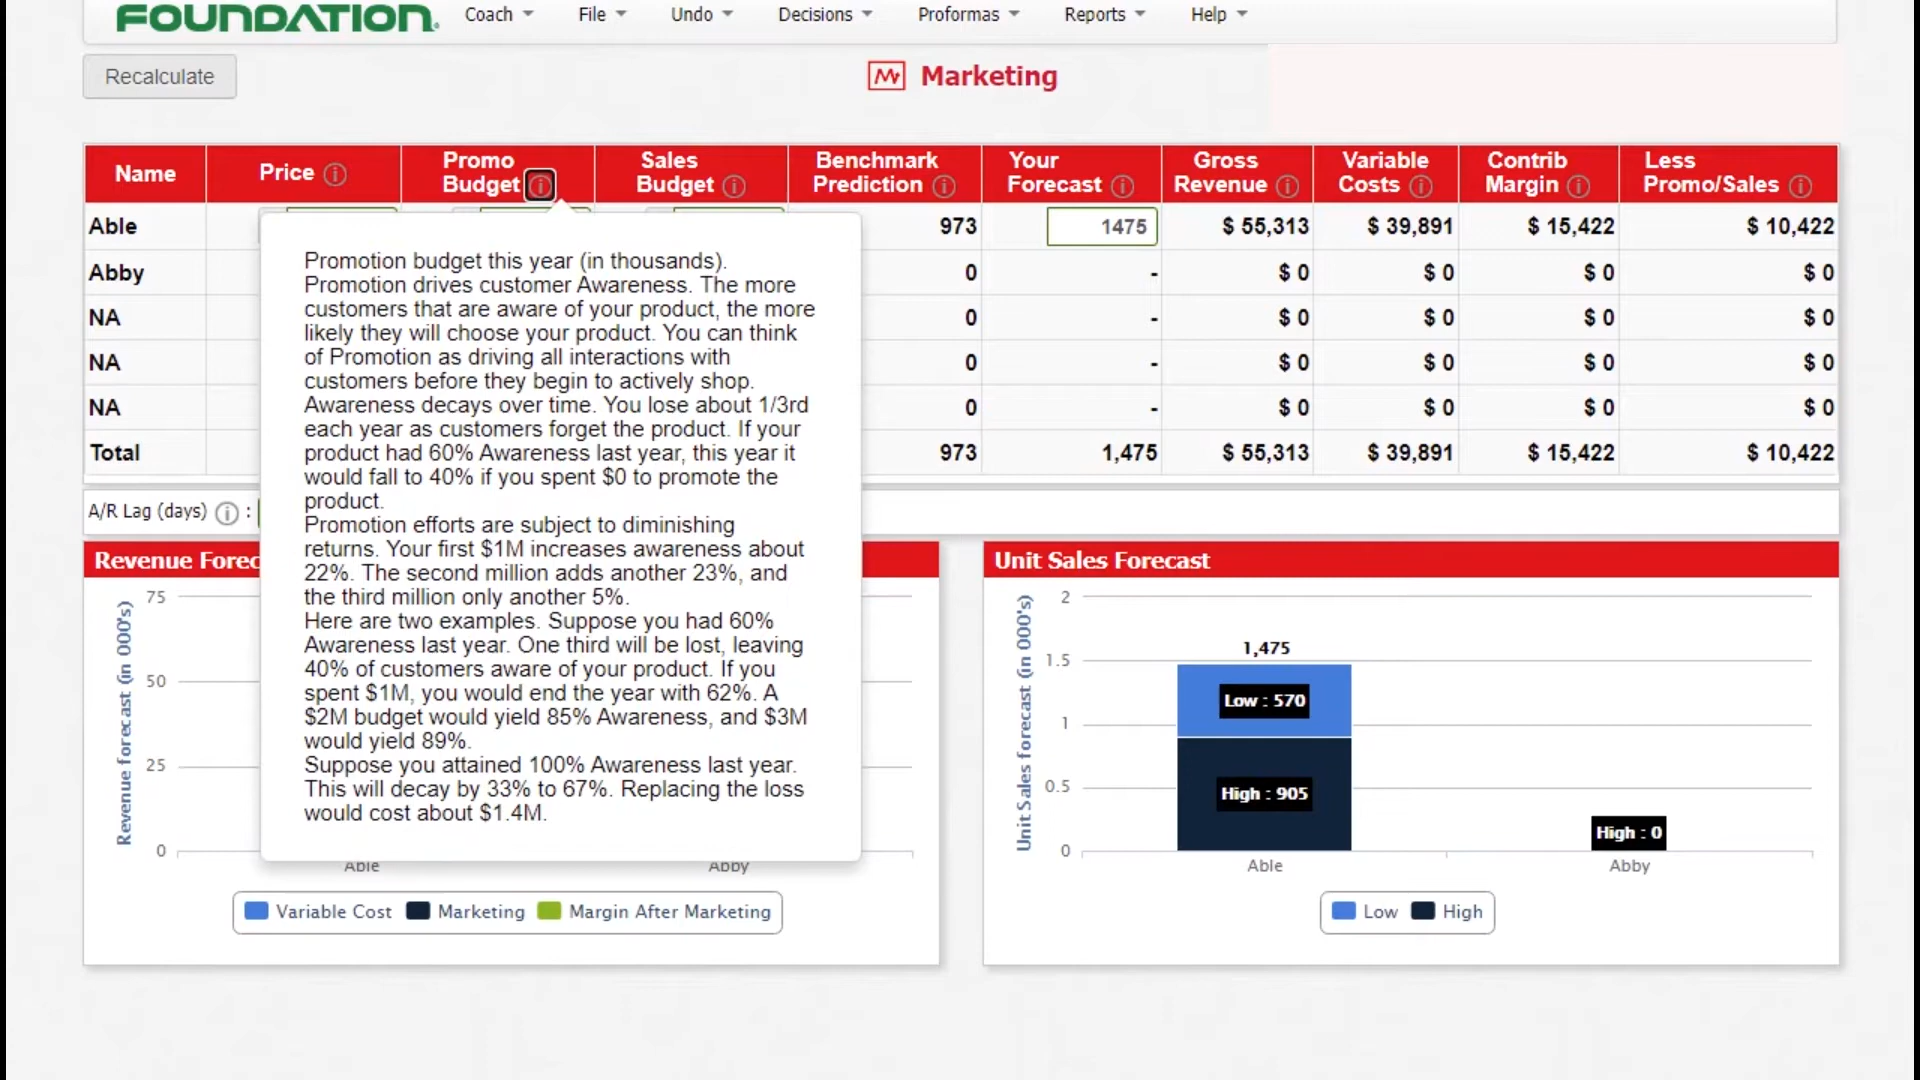 FOUNDATION
Coach File Undo Decisions Proformas Reports Help
Recalculate
Marketing
Name Price Promo Budget Sales Budget Benchmark Prediction Your Forecast Gross Revenue Variable Costs Contrib Margin Less Promo/Sales
Able 973 1475 $ 55,313 $ 39,891 $ 15,422 $ 10,422
Abby 0 - $ 0 $ 0 $ 0 $ 0
NA 0 - $ 0 $ 0 $ 0 $ 0
NA 0 - $ 0 $ 0 $ 0 $ 0
NA 0 - $ 0 $ 0 $ 0 $ 0
Total 973 1,475 $ 55,313 $ 39,891 $ 15,422 $ 10,422
Promotion budget this year (in thousands).
Promotion drives customer Awareness. The more
customers that are aware of your product, the more
likely they will choose your product. You can think
of Promotion as driving all interactions with
customers before they begin to actively shop.
Awareness decays over time. You lose about 1/3rd
each year as customers forget the product. If your
product had 60% Awareness last year, this year it
would fall to 40% if you spent $0 to promote the
product.
Promotion efforts are subject to diminishing
returns. Your first $1M increases awareness about
22%. The second million adds another 23%, and
the third million only another 5%.
Here are two examples. Suppose you had 60%
Awareness last year. One third will be lost, leaving
40% of customers aware of your product. If you
spent $1M, you would end the year with 62%. A
$2M budget would yield 85% Awareness, and $3M
would yield 89%.
Suppose you attained 100% Awareness last year.
This will decay by 33% to 67%. Replacing the loss
would cost about $1.4M.
A/R Lag (days) :
Revenue Forec
Revenue forecast (in 000's)
75
50
25
0
Able Abby
Variable Cost Marketing Margin After Marketing
Unit Sales Forecast
Unit Sales forecast (in 000's)
2
1.5
1
0.5
0
1,475
Low : 570
High : 905
High : 0
Able Abby
Low High